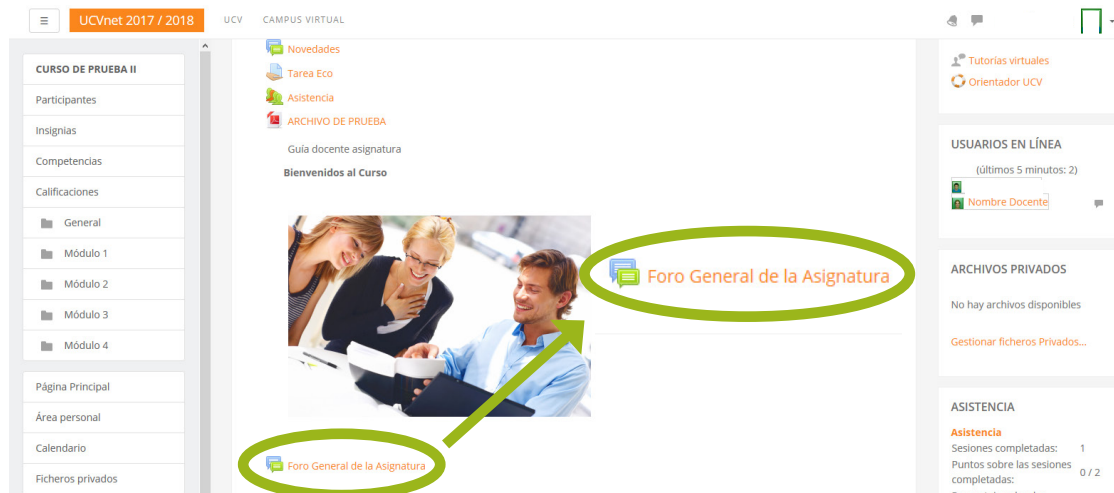 UCVnet 2017 / 2018
UCV
CAMPUS VIRTUAL
CURSO DE PRUEBA II
Participantes
Insignias
Competencias
Calificaciones
General
Módulo 1
Módulo 2
Módulo 3
Módulo 4
Página Principal
Área personal
Calendario
Ficheros privados
Novedades
Tarea Eco
Asistencia
ARCHIVO DE PRUEBA
Guía docente asignatura
Bienvenidos al Curso
Foro General de la Asignatura
Foro General de la Asignatura
Tutorías virtuales
Orientador UCV
USUARIOS EN LÍNEA
(últimos 5 minutos: 2)
Nombre Docente
ARCHIVOS PRIVADOS
No hay archivos disponibles
Gestionar ficheros Privados...
ASISTENCIA
Asistencia
Sesiones completadas: 1
Puntos sobre las sesiones
completadas: 0 / 2